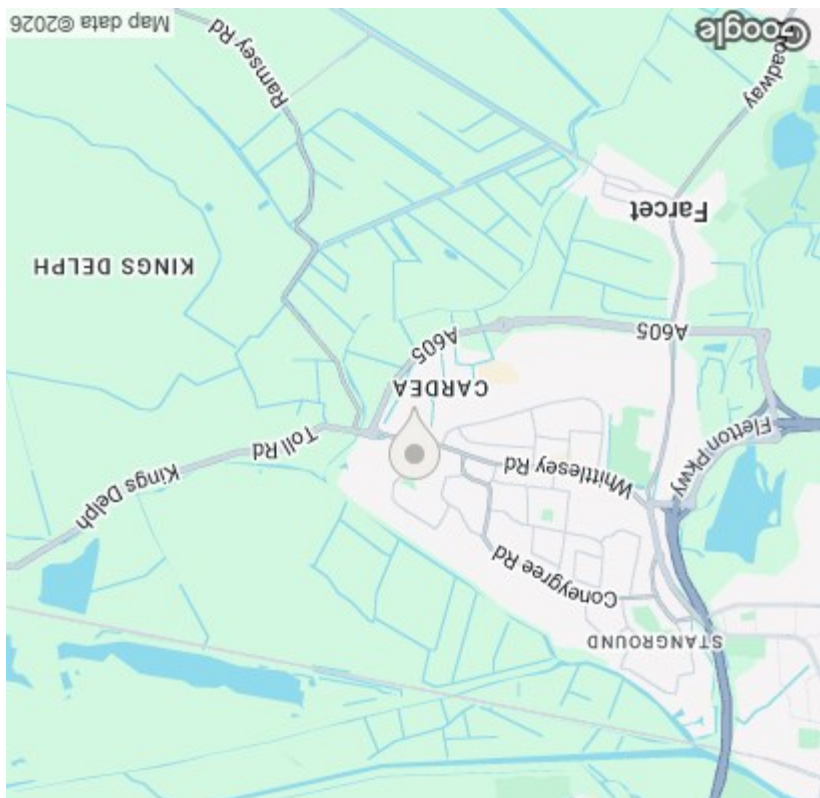 STANGROUND
Coneygree Rd
Kings Delph
Whittlesey Rd
Fletton Pkwy
Toll Rd
CARDEA
A605
A605
KINGS DELPH
Farcet
Ramsey Rd
Google
Map data ©2026